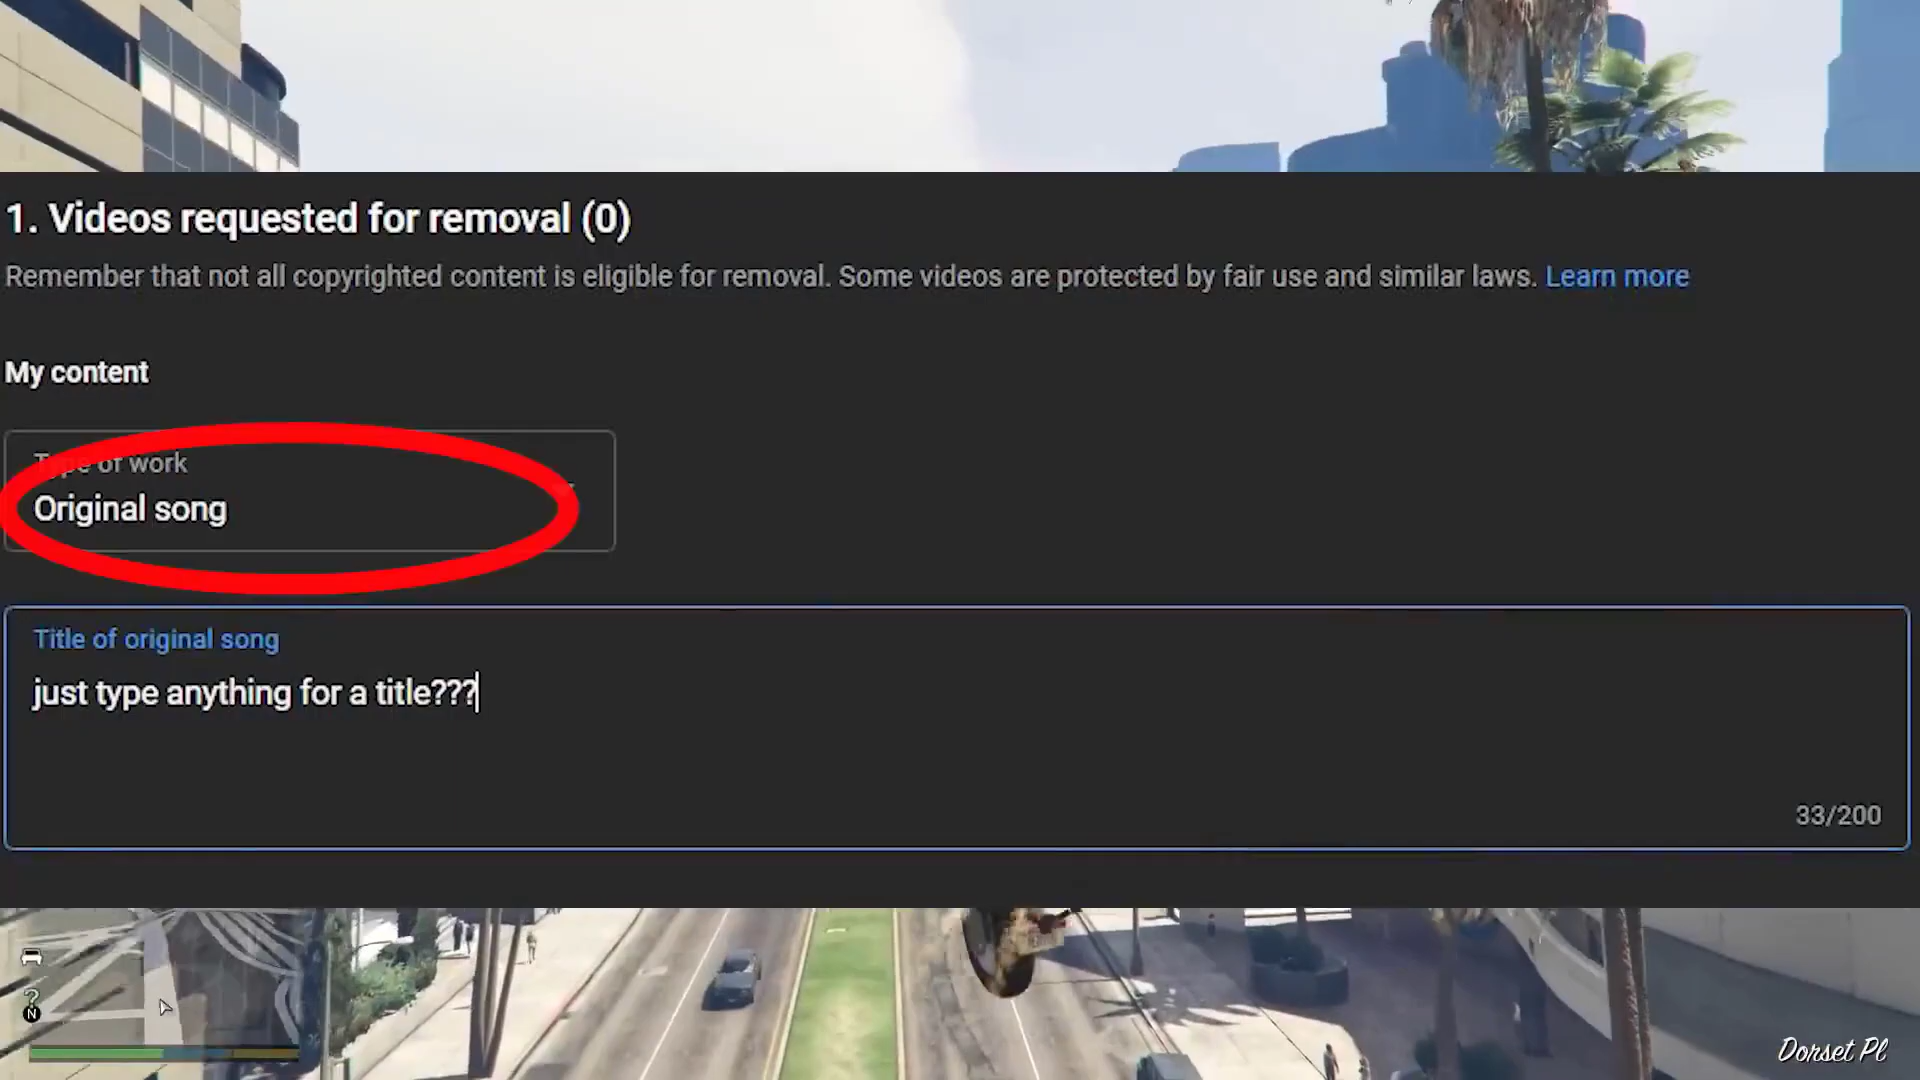 1. Videos requested for removal (0)
Remember that not all copyrighted content is eligible for removal. Some videos are protected by fair use and similar laws. Learn more
My content
Type of work
Original song
Title of original song
just type anything for a title???
33/200
?
N
Dorset Pl